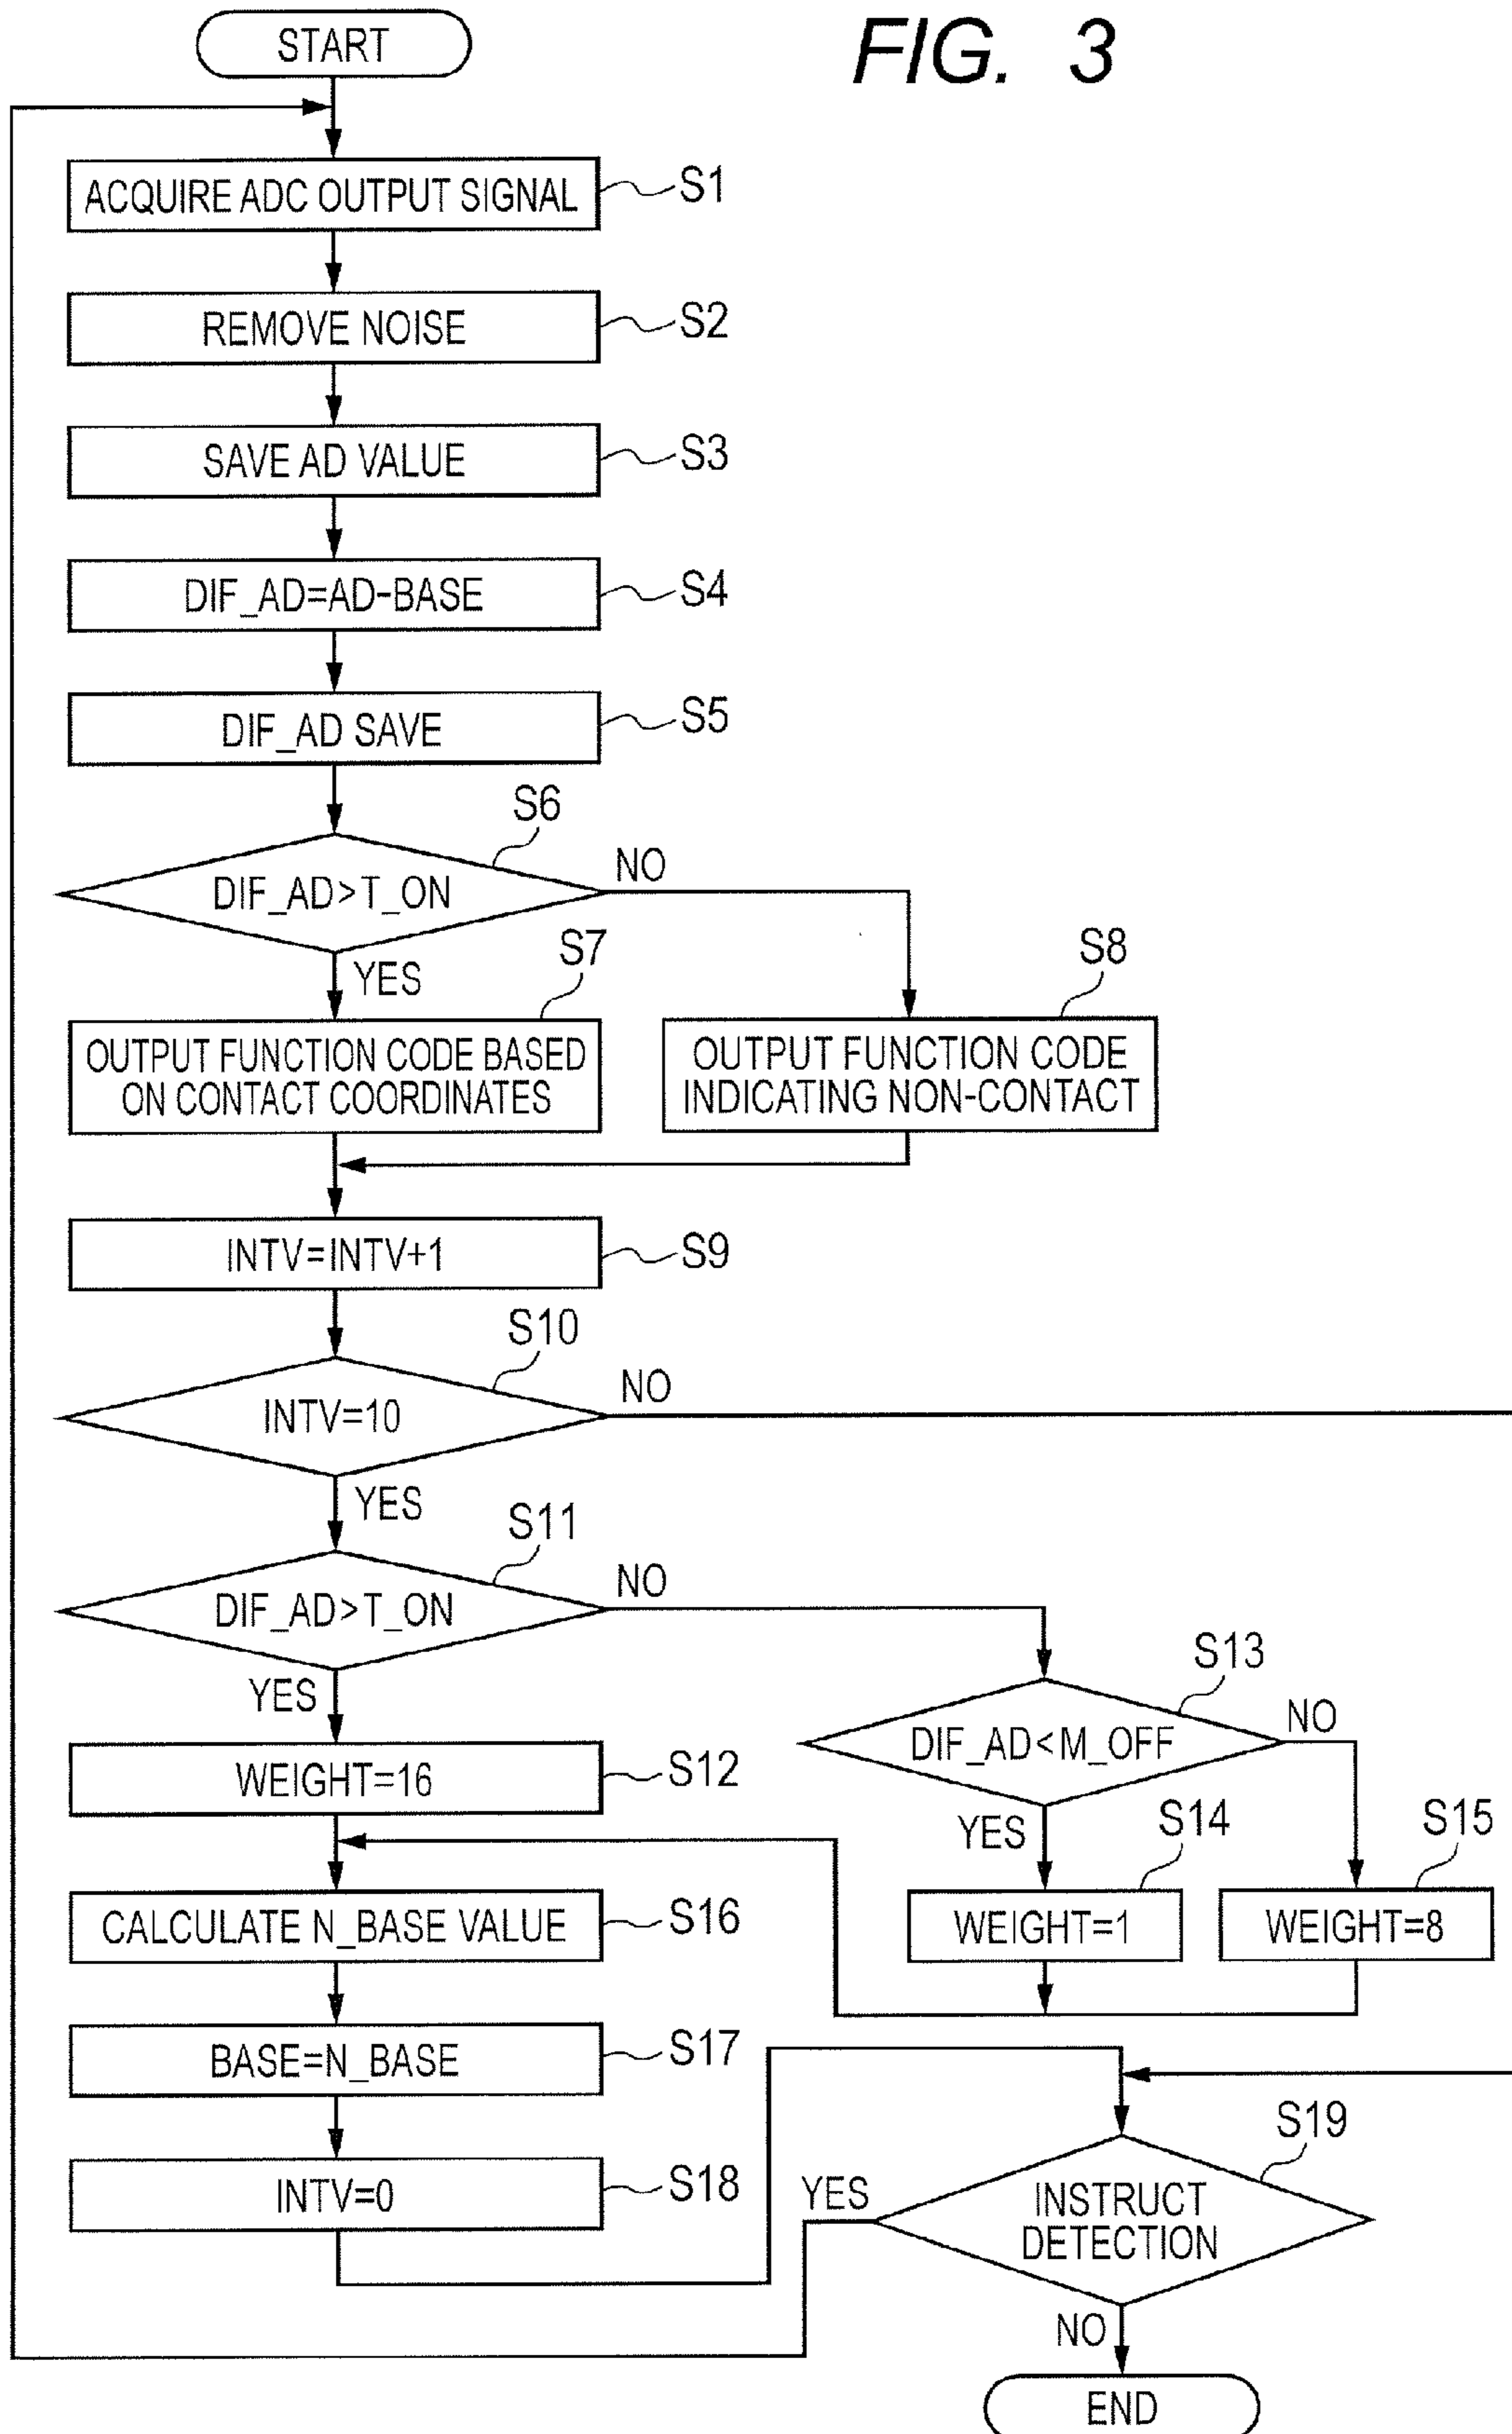 FIG. 3
START
ACQUIRE ADC OUTPUT SIGNAL
S1
REMOVE NOISE
S2
SAVE AD VALUE
S3
DIF_AD=AD-BASE
S4
DIF_AD SAVE
S5
S6
DIF_AD>T_ON
NO
YES
S7
S8
OUTPUT FUNCTION CODE BASED
ON CONTACT COORDINATES
OUTPUT FUNCTION CODE
INDICATING NON-CONTACT
INTV=INTV+1
S9
S10
INTV=10
NO
YES
S11
DIF_AD>T_ON
NO
YES
S13
DIF_AD<M_OFF
NO
YES
WEIGHT=16
S12
S14
S15
WEIGHT=1
WEIGHT=8
CALCULATE N_BASE VALUE
S16
BASE=N_BASE
S17
INTV=0
S18
S19
YES
INSTRUCT
DETECTION
NO
END